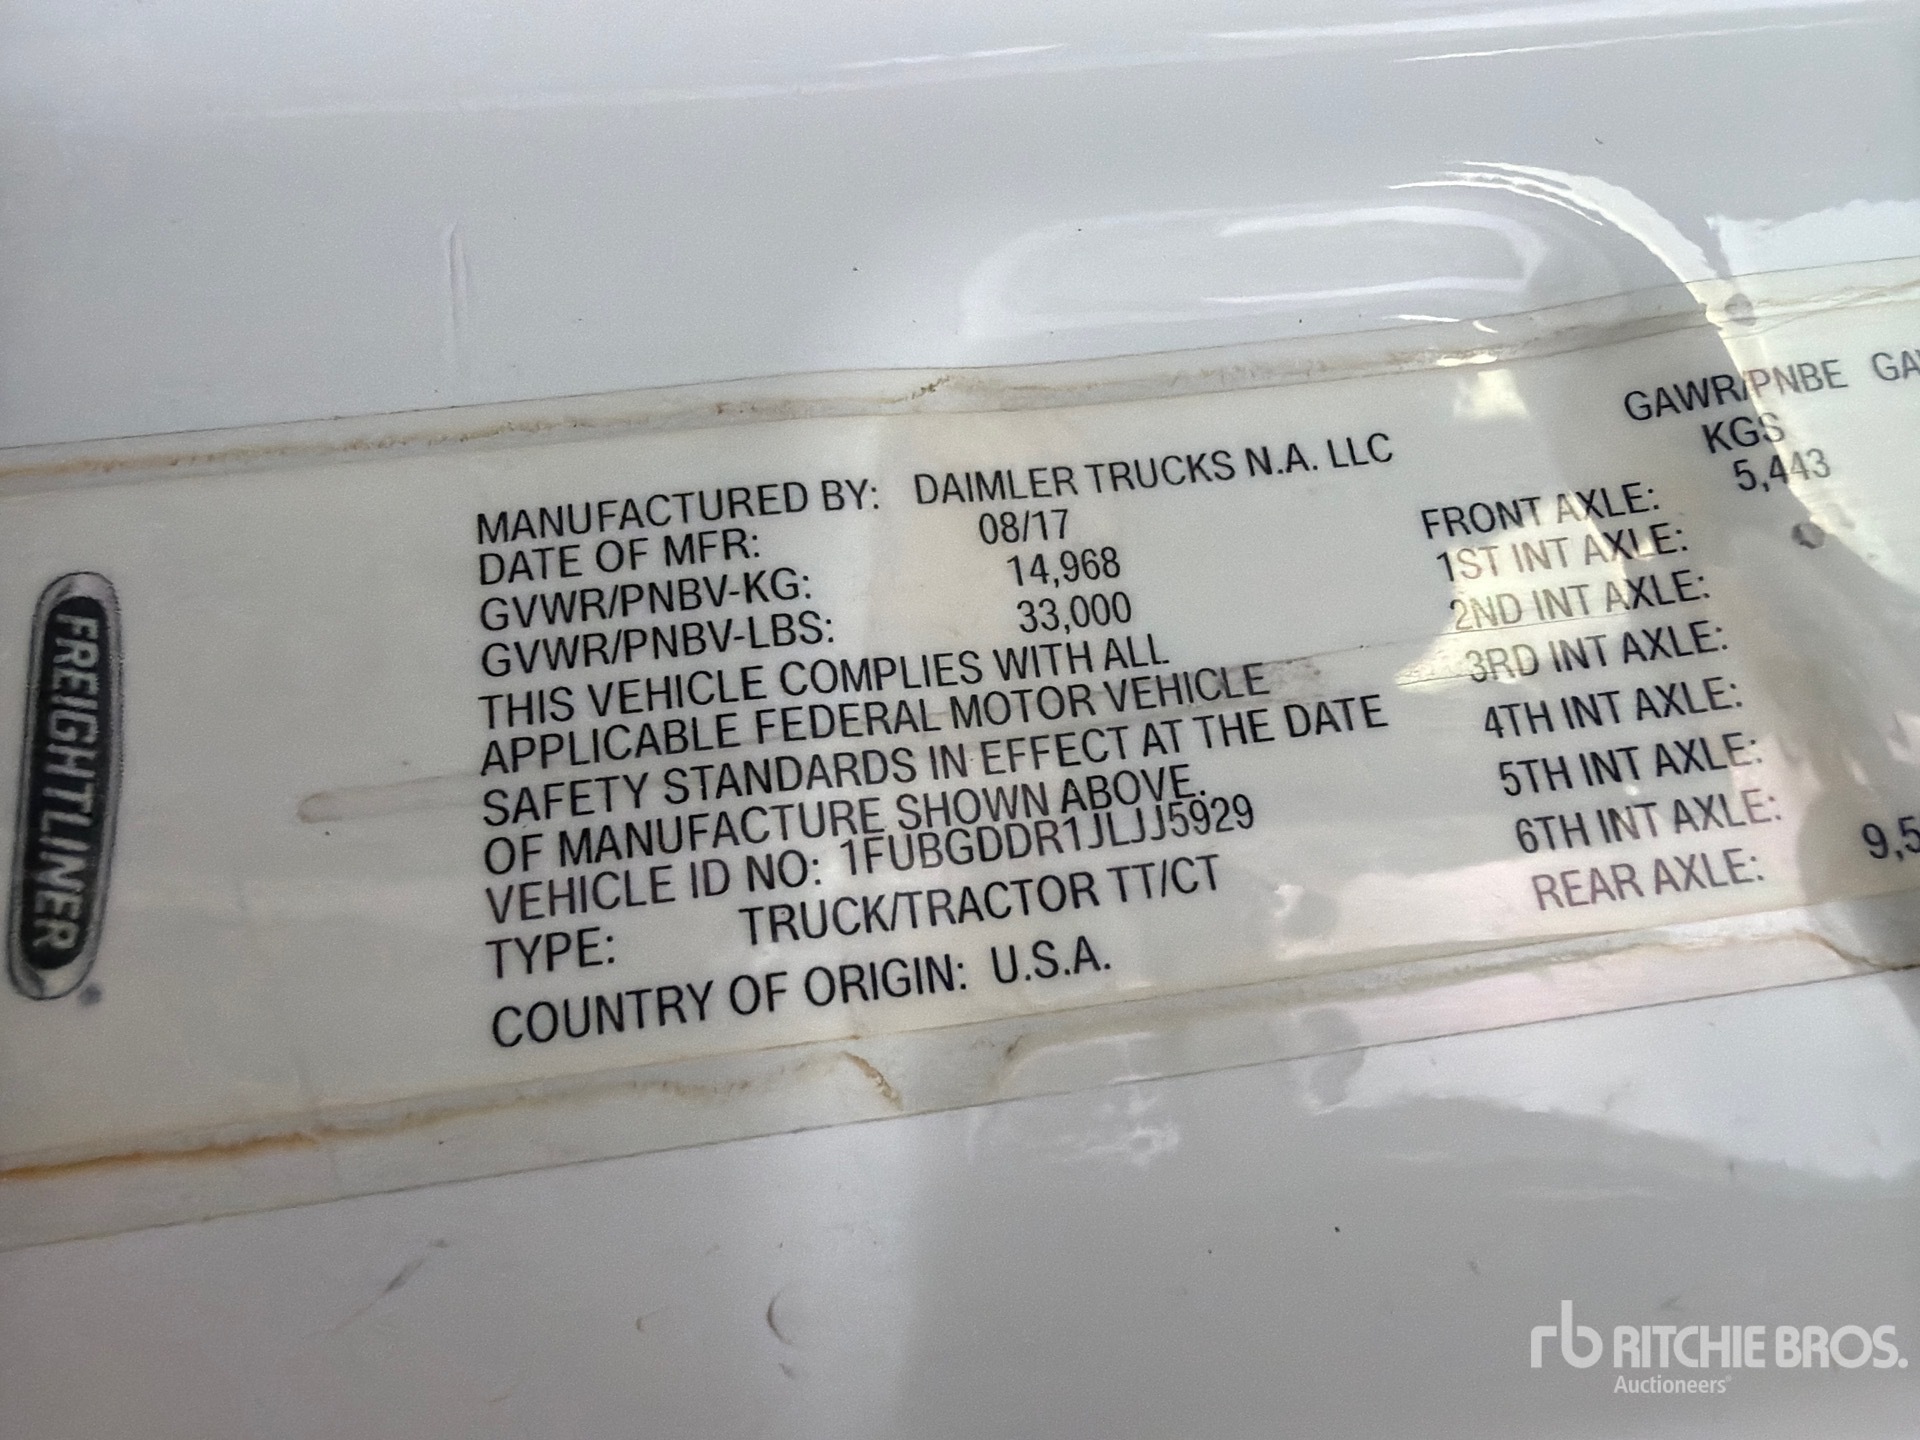 FREIGHTLINER
MANUFACTURED BY: DAIMLER TRUCKS N.A. LLC
DATE OF MFR: 08/17
GVWR/PNBV-KG: 14,968
GVWR/PNBV-LBS: 33,000
THIS VEHICLE COMPLIES WITH ALL
APPLICABLE FEDERAL MOTOR VEHICLE
SAFETY STANDARDS IN EFFECT AT THE DATE
OF MANUFACTURE SHOWN ABOVE.
VEHICLE ID NO: 1FUBGDDR1JLJJ5929
TYPE: TRUCK/TRACTOR TT/CT
COUNTRY OF ORIGIN: U.S.A.
GAWR/PNBE
KGS
FRONT AXLE: 5,443
1ST INT AXLE:
2ND INT AXLE:
3RD INT AXLE:
4TH INT AXLE:
5TH INT AXLE:
6TH INT AXLE:
REAR AXLE:
rb RITCHIE BROS.
Auctioneers